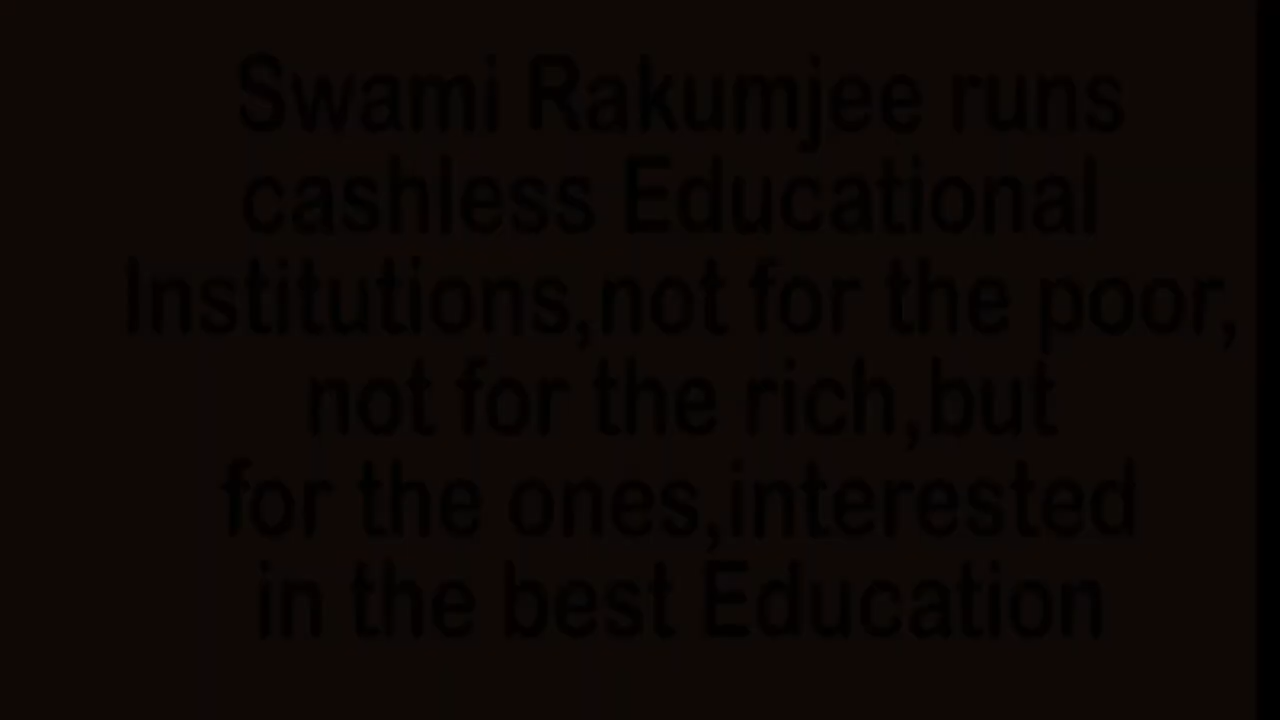 Swami Rakumjee runs
cashless Educational
Institutions,not for the poor,
not for the rich,but
for the ones,interested
in the best Education